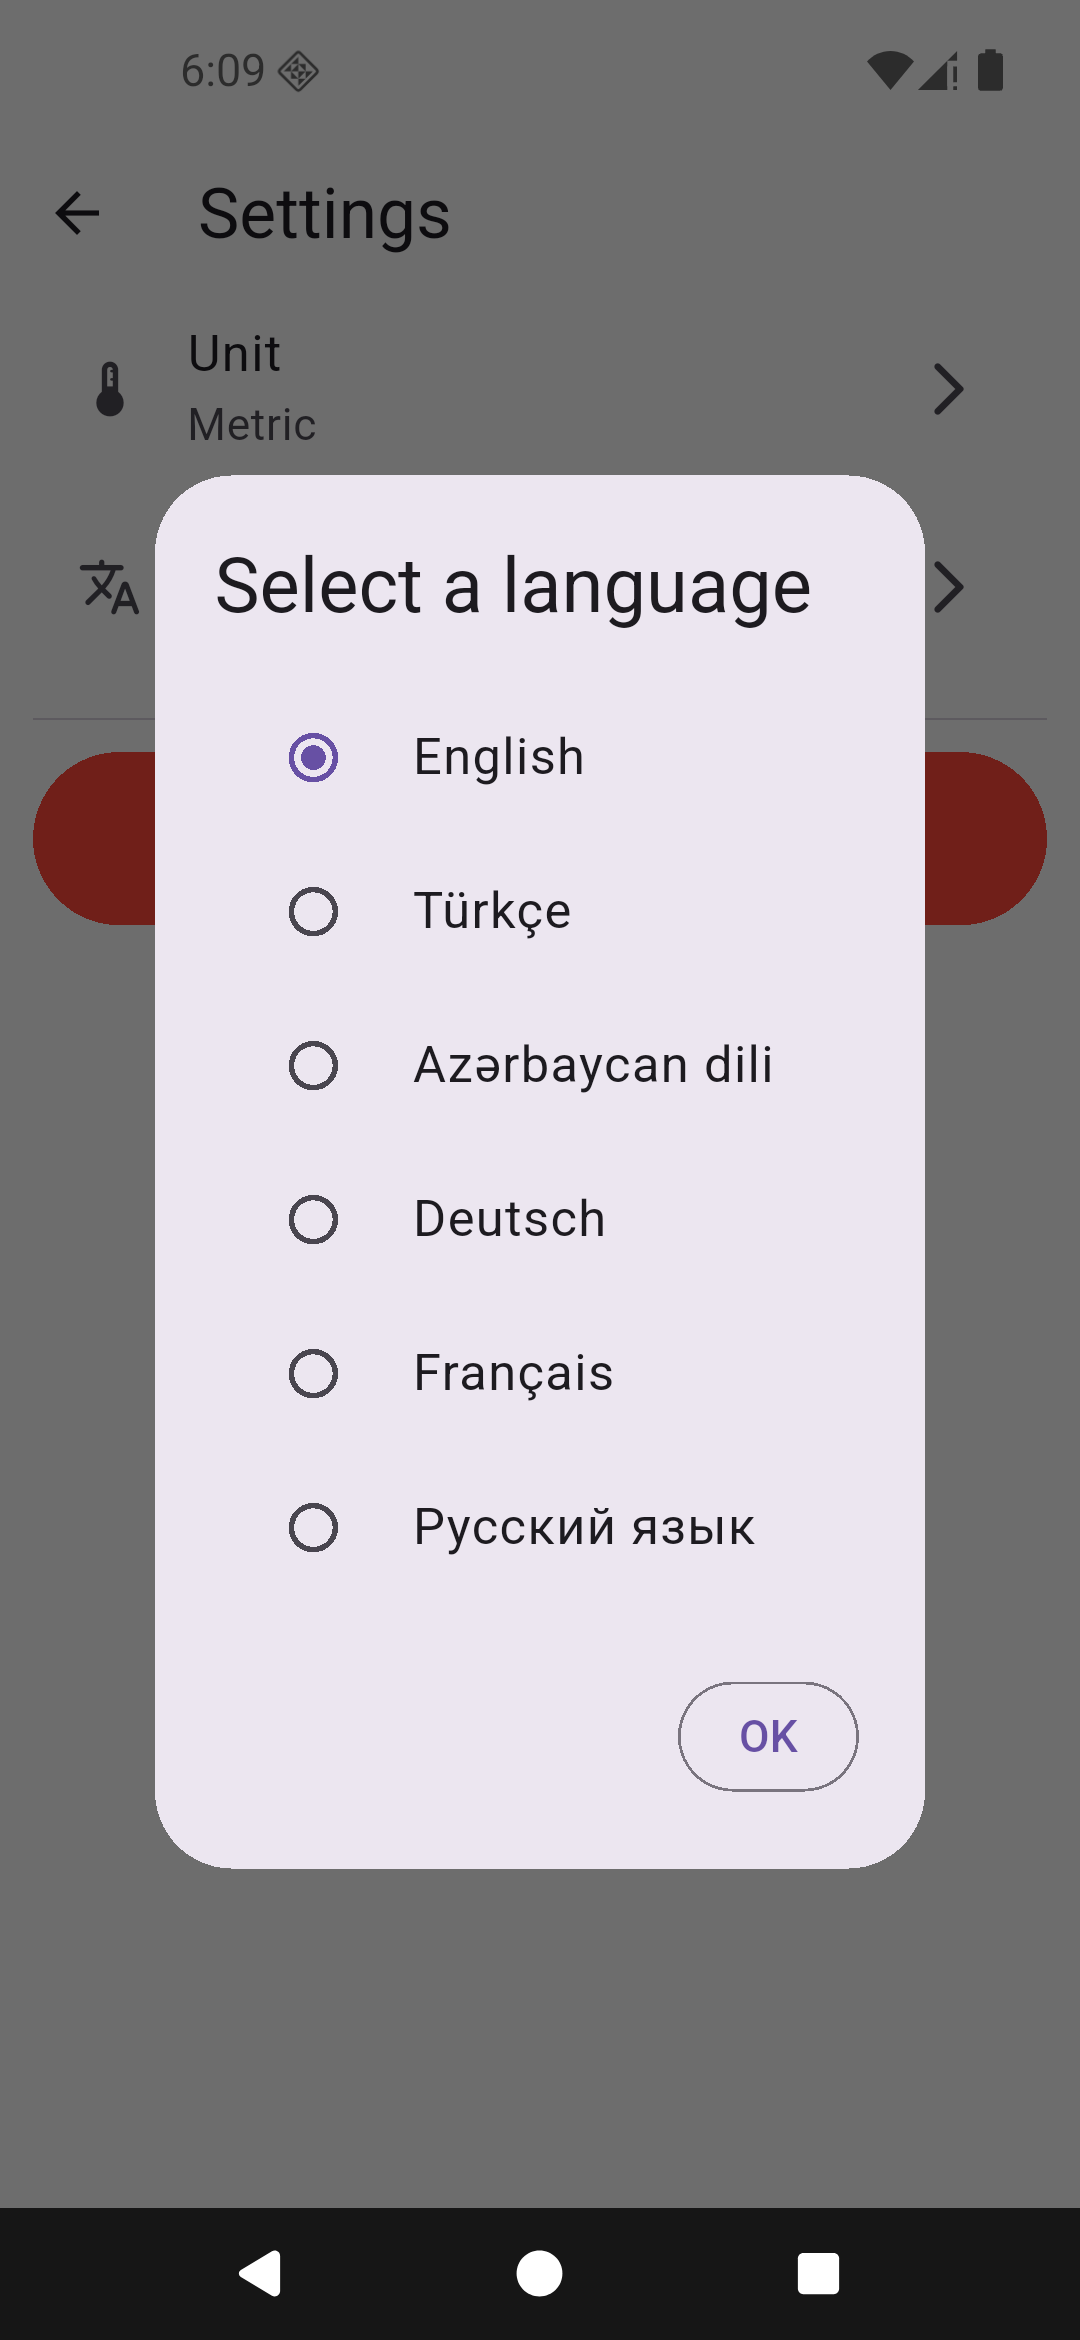 6:09
Settings
Unit
Metric
Select a language
English
Türkçe
Azərbaycan dili
Deutsch
Français
Русский язык
OK